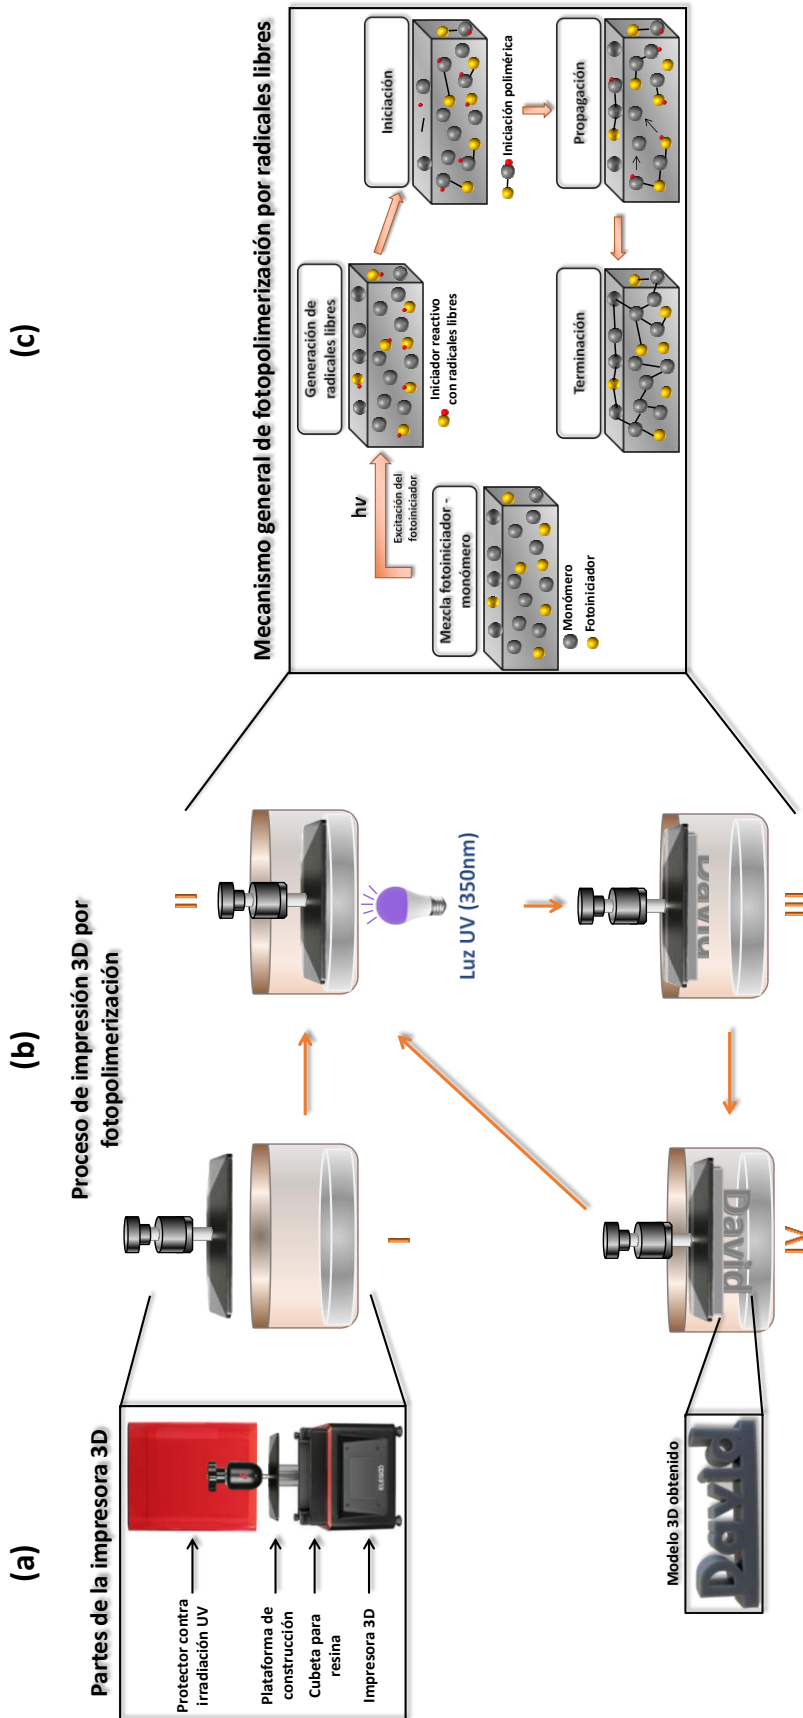 (a)
Partes de la impresora 3D
Protector contra
irradiación UV
Plataforma de
construcción
Cubeta para
resina
Impresora 3D
ELEGOO
(b)
Proceso de impresión 3D por
fotopolimerización
I
II
Luz UV (350nm)
III
David
IV
David
Modelo 3D obtenido
David
(c)
Mecanismo general de fotopolimerización por radicales libres
Mezcla fotoiniciador -
monómero
Monómero
Fotoiniciador
hν
Excitación del
fotoiniciador
Generación de
radicales libres
Iniciador reactivo
con radicales libres
Iniciación
Iniciación polimérica
Propagación
Terminación